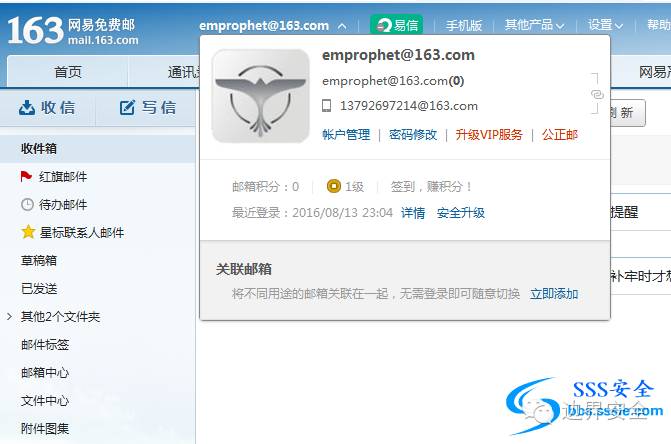 163 网易免费邮
mail.163.com
emprophet@163.com
易信
手机版
其他产品
设置
帮助
首页
通讯
网易
收信
写信
刷新
收件箱
红旗邮件
待办邮件
星标联系人邮件
草稿箱
已发送
其他2个文件夹
邮件标签
邮箱中心
文件中心
附件图集
emprophet@163.com
emprophet@163.com(0)
13792697214@163.com
帐户管理 | 密码修改 | 升级VIP服务 | 公正邮
邮箱积分：0 | 1级 | 签到，赚积分！
最近登录：2016/08/13 23:04 详情 安全升级
关联邮箱
将不同用途的邮箱关联在一起，无需登录即可随意切换 立即添加
提醒
补牢时才想
SSS安全
边界安全
bbs.sssie.com